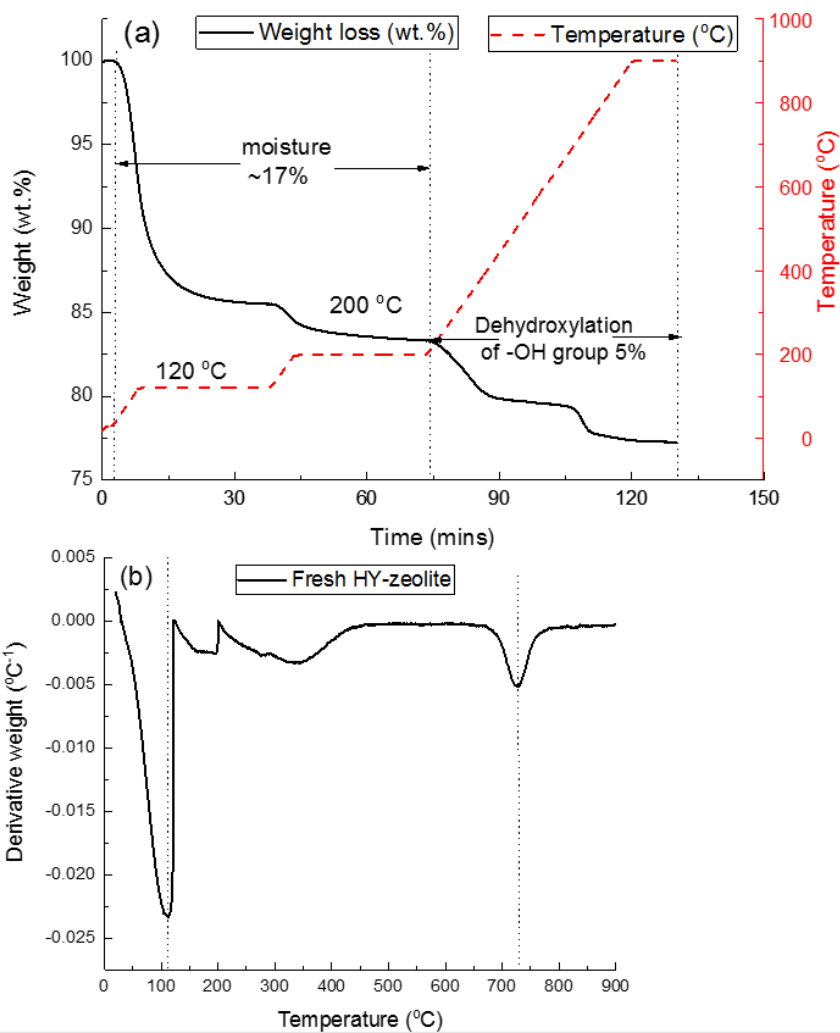 (a)
Weight loss (wt.%)
Temperature (°C)
1000
100
800
95
moisture
~17%
600
90
Weight (wt.%)
Temperature (°C)
400
85
200 °C
Dehydroxylation
of -OH group 5%
200
120 °C
80
0
75
0 30 60 90 120 150
Time (mins)
(b)
Fresh HY-zeolite
0.005
0.000
-0.005
-0.010
-0.015
-0.020
-0.025
Derivative weight (°C⁻¹)
0 100 200 300 400 500 600 700 800 900
Temperature (°C)